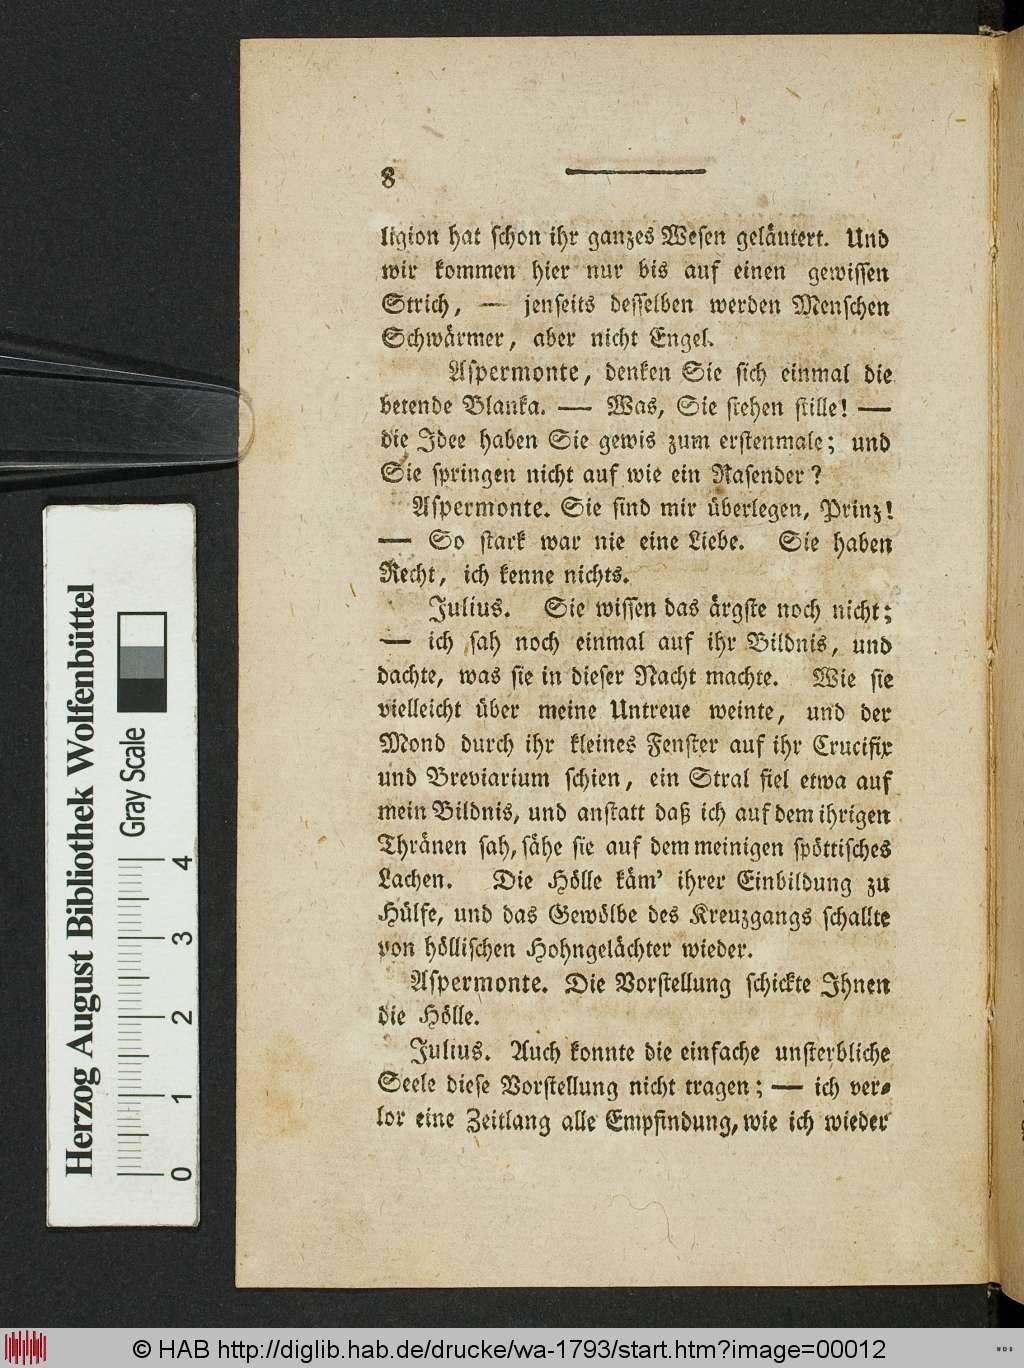 8
ligion hat schon ihr ganzes Wesen geläutert. Und
wir kommen hier nur bis auf einen gewissen
Strich, — jenseits desselben werden Menschen
Schwärmer, aber nicht Engel.
Aspermonte, denken Sie sich einmal die
betende Blanka. — Was, Sie stehen stille! —
die Idee haben Sie gewis zum erstenmale; und
Sie springen nicht auf wie ein Rasender?
Aspermonte. Sie sind mir überlegen, Prinz!
— So stark war nie eine Liebe. Sie haben
Recht, ich kenne nichts.
Julius. Sie wissen das ärgste noch nicht;
— ich sah noch einmal auf ihr Bildnis, und
dachte, was sie in dieser Nacht machte. Wie sie
vielleicht über meine Untreue weinte, und der
Mond durch ihr kleines Fenster auf ihr Crucifix
und Breviarium schien, ein Stral fiel etwa auf
mein Bildnis, und anstatt daß ich auf dem ihrigen
Thränen sah, sähe sie auf dem meinigen spöttisches
Lachen. Die Hölle käm' ihrer Einbildung zu
Hülfe, und das Gewölbe des Kreuzgangs schallte
von höllischen Hohngelächter wieder.
Aspermonte. Die Vorstellung schickte Ihnen
die Hölle.
Julius. Auch konnte die einfache unsterbliche
Seele diese Vorstellung nicht tragen; — ich ver-
lor eine Zeitlang alle Empfindung, wie ich wieder
Herzog August Bibliothek Wolfenbüttel
Gray Scale
0 1 2 3 4
© HAB http://diglib.hab.de/drucke/wa-1793/start.htm?image=00012